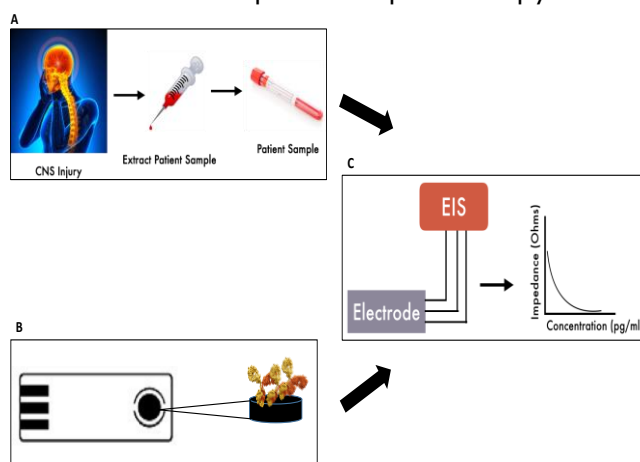 A
CNS Injury
Extract Patient Sample
Patient Sample
C
EIS
Electrode
Impedance (Ohms)
Concentration (pg/ml
B